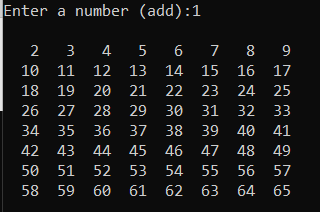 Enter a number (add):1
2 3 4 5 6 7 8 9
10 11 12 13 14 15 16 17
18 19 20 21 22 23 24 25
26 27 28 29 30 31 32 33
34 35 36 37 38 39 40 41
42 43 44 45 46 47 48 49
50 51 52 53 54 55 56 57
58 59 60 61 62 63 64 65